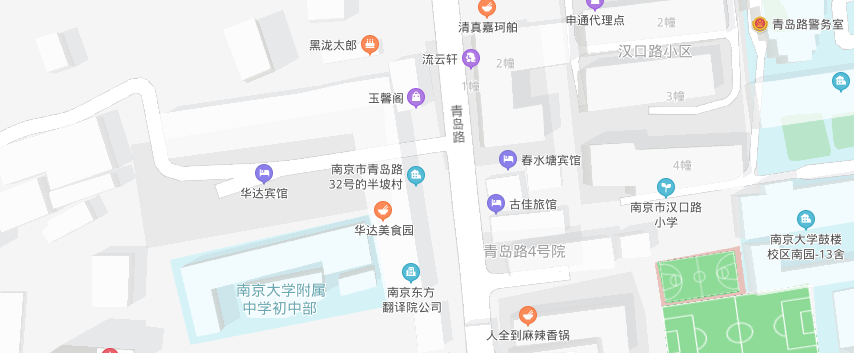 清真嘉珂舫
申通代理点
2幢
青岛路警务室
黑泷太郎
流云轩
2幢
汉口路小区
1幢
玉馨阁
3幢
青岛路
春水塘宾馆
4幢
南京市青岛路
32号的半坡村
华达宾馆
古佳旅馆
南京市汉口路
小学
华达美食园
南京大学鼓楼
校区南园-13舍
青岛路4号院
南京大学附属
中学初中部
南京东方
翻译院公司
人全到麻辣香锅